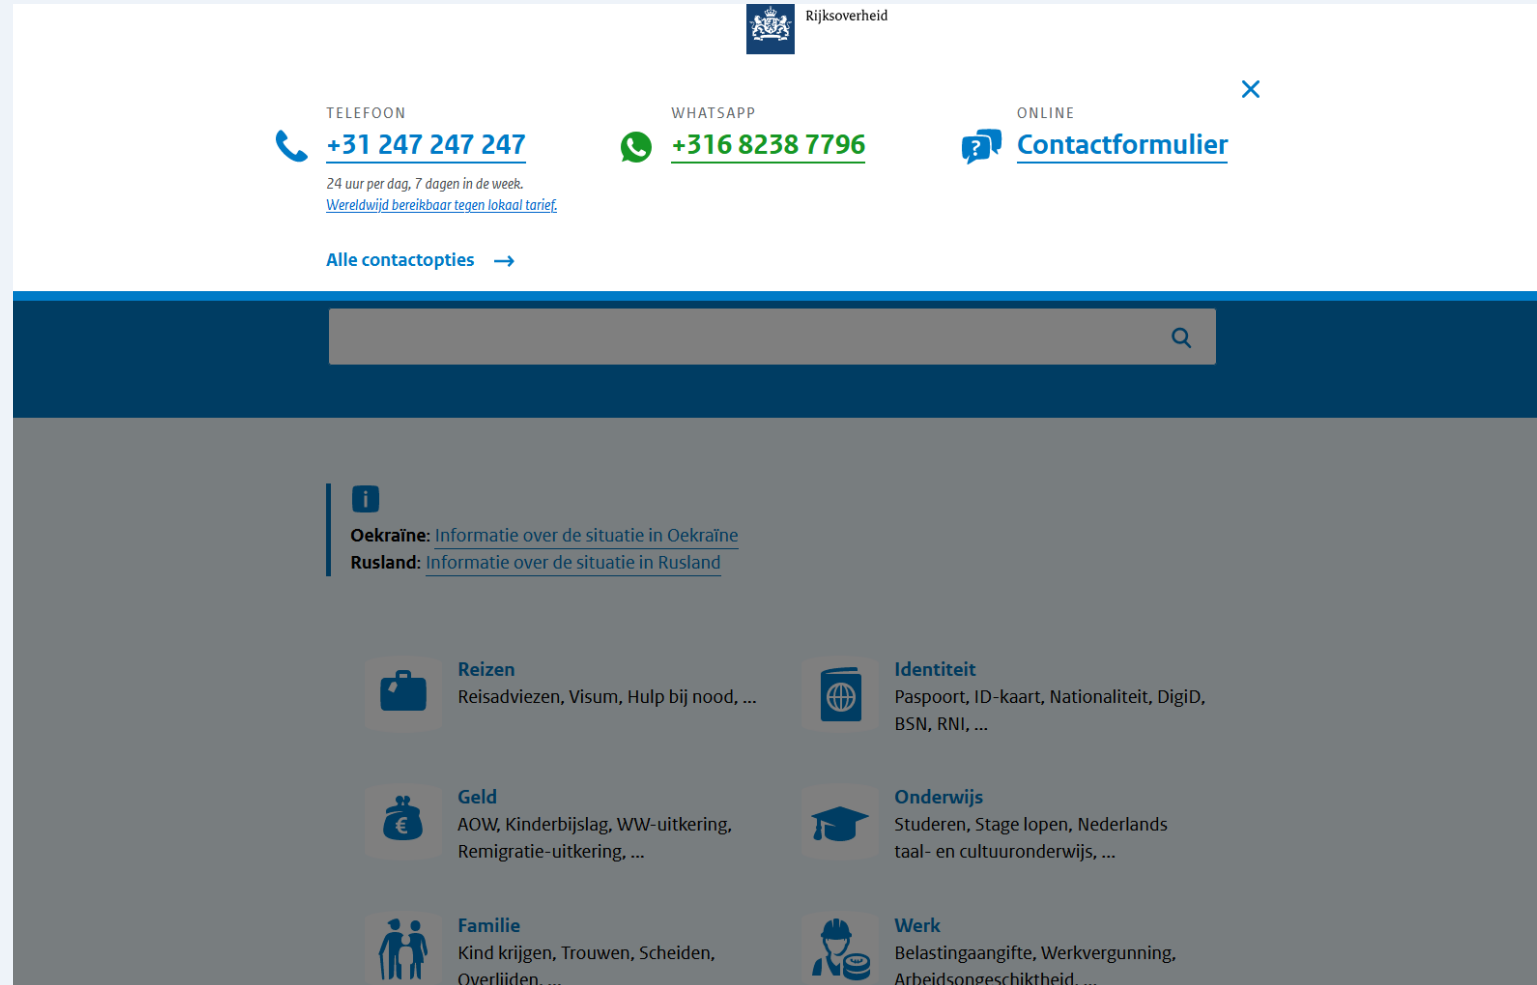 Rijksoverheid
TELEFOON
+31 247 247 247
24 uur per dag, 7 dagen in de week.
Wereldwijd bereikbaar tegen lokaal tarief.
WHATSAPP
+316 8238 7796
ONLINE
Contactformulier
Alle contactopties →
Oekraïne: Informatie over de situatie in Oekraïne
Rusland: Informatie over de situatie in Rusland
Reizen
Reisadviezen, Visum, Hulp bij nood, ...
Identiteit
Paspoort, ID-kaart, Nationaliteit, DigiD,
BSN, RNI, ...
Geld
AOW, Kinderbijslag, WW-uitkering,
Remigratie-uitkering, ...
Onderwijs
Studeren, Stage lopen, Nederlands
taal- en cultuuronderwijs, ...
Familie
Kind krijgen, Trouwen, Scheiden,
Overlijden, ...
Werk
Belastingaangifte, Werkvergunning,
Arbeidsongeschiktheid, ...